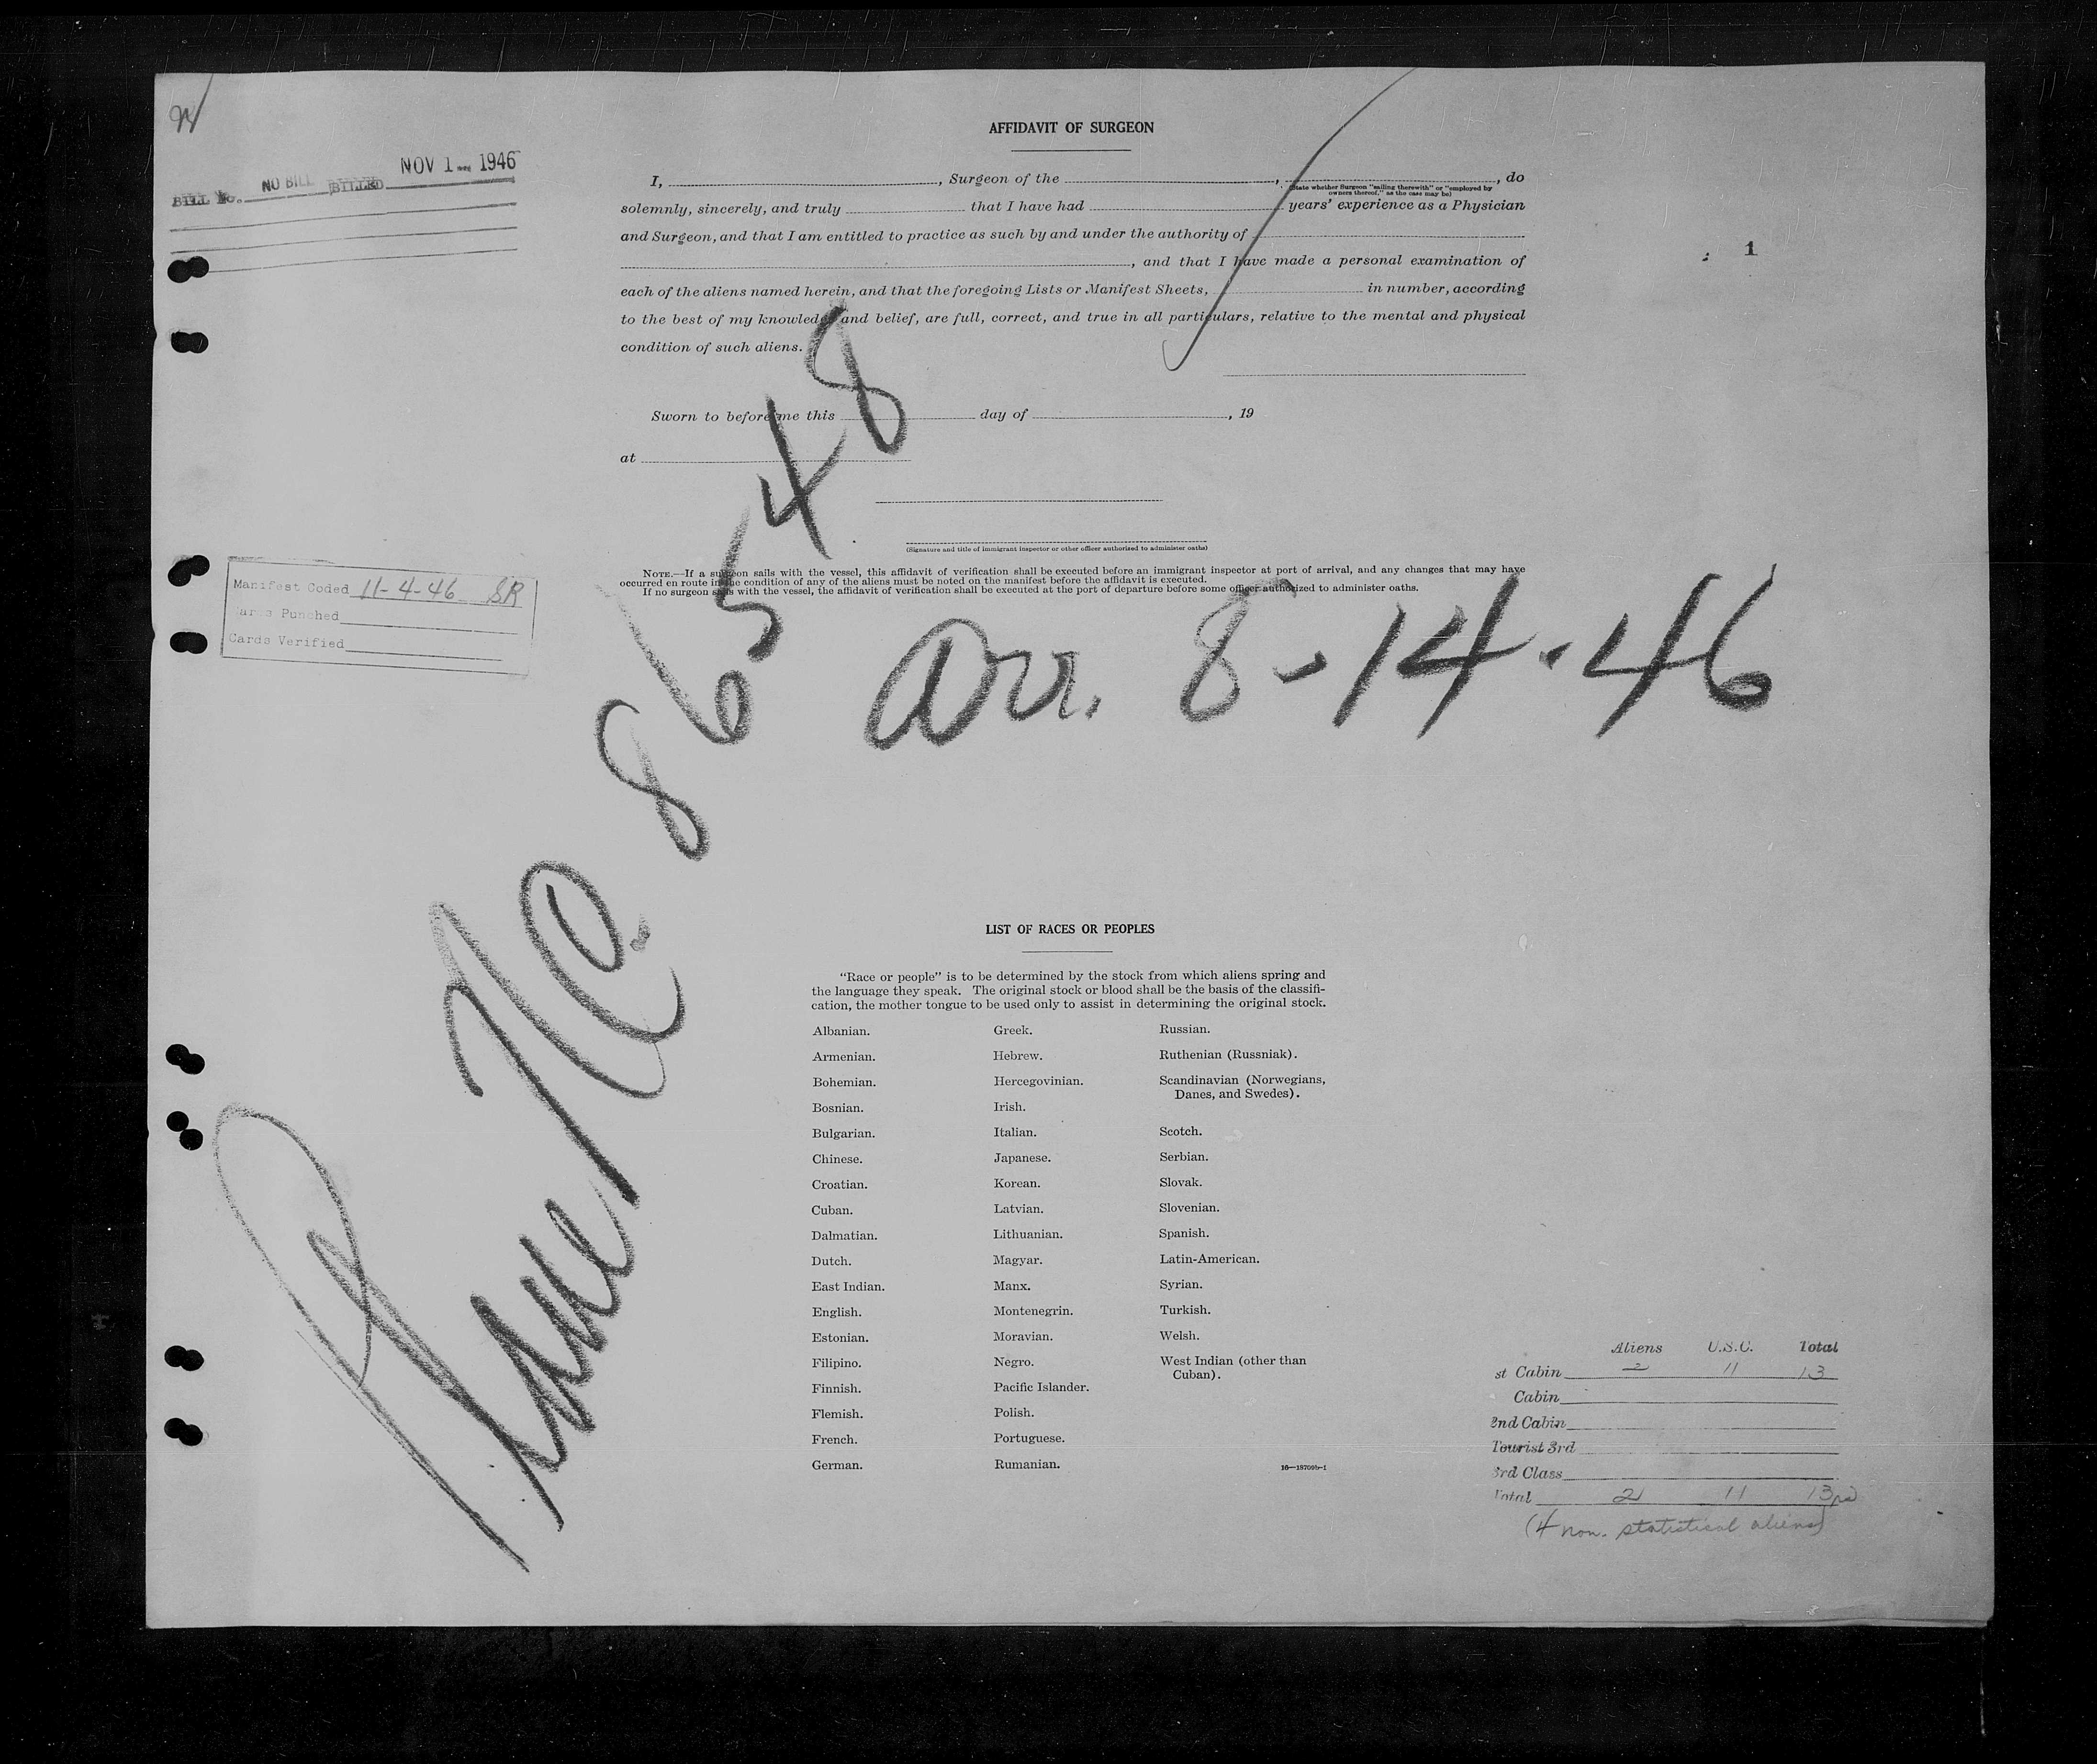 BILL No. NO BILL BILLED NOV 1 1946
AFFIDAVIT OF SURGEON
I, , Surgeon of the , , do
(State whether Surgeon "sailing therewith" or "employed by
owners thereof," as the case may be)
solemnly, sincerely, and truly that I have had years' experience as a Physician
and Surgeon, and that I am entitled to practice as such by and under the authority of
, and that I have made a personal examination of
each of the aliens named herein, and that the foregoing Lists or Manifest Sheets, in number, according
to the best of my knowledge and belief, are full, correct, and true in all particulars, relative to the mental and physical
condition of such aliens.
: 1
Sworn to before me this day of , 19
at
(Signature and title of immigrant inspector or other officer authorized to administer oaths)
NOTE.—If a surgeon sails with the vessel, this affidavit of verification shall be executed before an immigrant inspector at port of arrival, and any changes that may have
occurred en route in the condition of any of the aliens must be noted on the manifest before the affidavit is executed.
If no surgeon sails with the vessel, the affidavit of verification shall be executed at the port of departure before some officer authorized to administer oaths.
Manifest Coded 11-4-46 SR
Cards Punched
Cards Verified
Plane NC. 86548
Arr. 8-14-46
LIST OF RACES OR PEOPLES
"Race or people" is to be determined by the stock from which aliens spring and
the language they speak. The original stock or blood shall be the basis of the classifi-
cation, the mother tongue to be used only to assist in determining the original stock.
Albanian.
Armenian.
Bohemian.
Bosnian.
Bulgarian.
Chinese.
Croatian.
Cuban.
Dalmatian.
Dutch.
East Indian.
English.
Estonian.
Filipino.
Finnish.
Flemish.
French.
German.
Greek.
Hebrew.
Hercegovinian.
Irish.
Italian.
Japanese.
Korean.
Latvian.
Lithuanian.
Magyar.
Manx.
Montenegrin.
Moravian.
Negro.
Pacific Islander.
Polish.
Portuguese.
Rumanian.
Russian.
Ruthenian (Russniak).
Scandinavian (Norwegians,
Danes, and Swedes).
Scotch.
Serbian.
Slovak.
Slovenian.
Spanish.
Latin-American.
Syrian.
Turkish.
Welsh.
West Indian (other than
Cuban).
Aliens U.S.C. Total
st Cabin 2 11 13
Cabin
2nd Cabin
Tourist 3rd
3rd Class
Total 2 11 13
(4 non. statistical aliens)